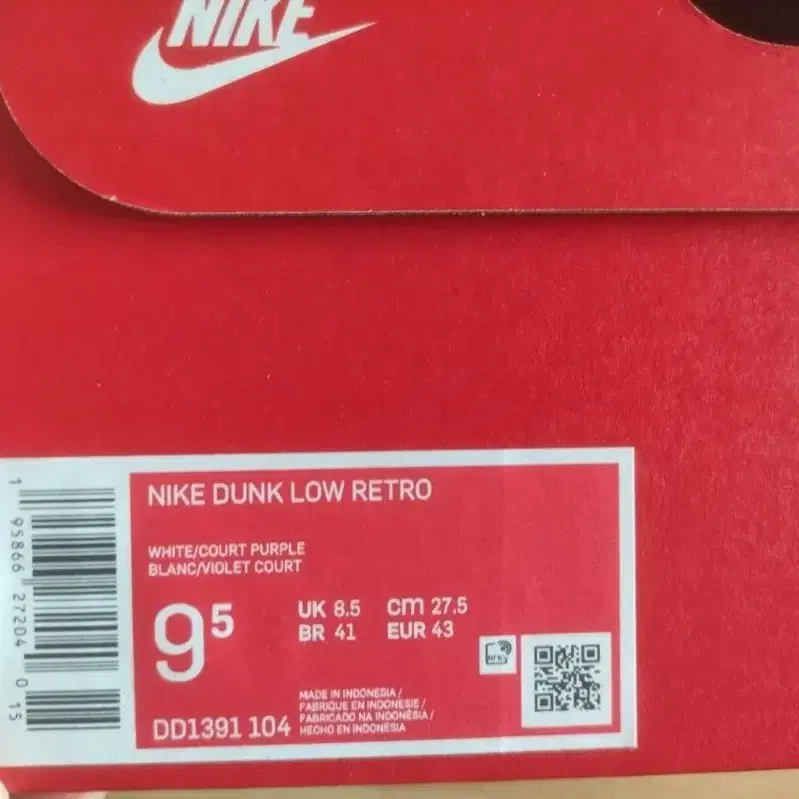 NIKE
NIKE DUNK LOW RETRO
WHITE/COURT PURPLE
BLANC/VIOLET COURT
9⁵
UK 8.5 cm 27.5
BR 41 EUR 43
MADE IN INDONESIA /
FABRIQUE EN INDONESIE /
FABRICADO NA INDONÉSIA /
HECHO EN INDONESIA
DD1391 104
1 95866 27204 0 15